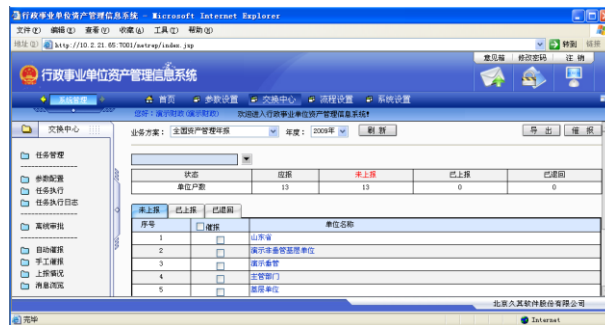 行政事业单位资产管理信息系统 - Microsoft Internet Explorer
文件(F) 编辑(E) 查看(V) 收藏(A) 工具(T) 帮助(H)
地址(D) http://10.2.21.65:7001/netrep/index.jsp 转到 链接
意见箱 修改密码 注 销
行政事业单位资产管理信息系统
系统管理 首页 参数设置 交换中心 流程设置 系统设置
您好:演示财政(演示财政) 欢迎进入行政事业单位资产管理信息系统!
交换中心 业务方案: 全国资产管理年报 年度: 2009年 刷 新 导 出 催 报
任务管理
参数配置
任务执行
任务执行日志
离线审批
自动催报
手工催报
上报情况
消息浏览
状态 应报 未上报 已上报 已退回
单位户数 13 13 0 0
未上报 已上报 已退回
序号 催报 单位名称
1 山东省
2 演示非垂管基层单位
3 演示垂管
4 主管部门
5 基层单位
北京久其软件股份有限公司
完毕 Internet